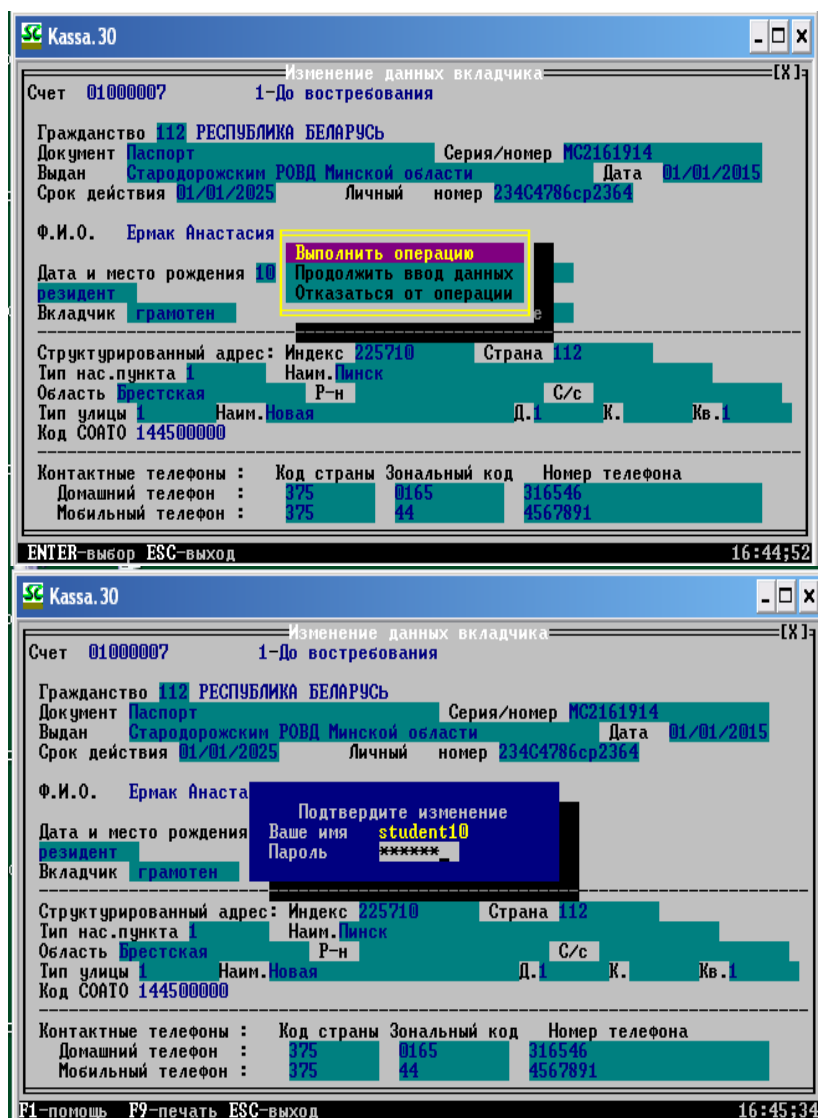 Kassa.30
Изменение данных вкладчика [X]
Счет 01000007 1-До востребования
Гражданство 112 РЕСПУБЛИКА БЕЛАРУСЬ
Документ Паспорт Серия/номер МС2161914
Выдан Стародорожским РОВД Минской области Дата 01/01/2015
Срок действия 01/01/2025 Личный номер 234С4786ср2364
Ф.И.О. Ермак Анастасия
Выполнить операцию
Дата и место рождения 10 Продолжить ввод данных
резидент Отказаться от операции
Вкладчик грамотен е
Структурированный адрес: Индекс 225710 Страна 112
Тип нас.пункта 1 Наим.Пинск
Область Брестская Р-н С/с
Тип улицы 1 Наим.Новая Д.1 К. Кв.1
Код СОАТО 144500000
Контактные телефоны : Код страны Зональный код Номер телефона
Домашний телефон : 375 0165 316546
Мобильный телефон : 375 44 4567891
ENTER-выбор ESC-выход 16:44;52
Kassa.30
Изменение данных вкладчика [X]
Счет 01000007 1-До востребования
Гражданство 112 РЕСПУБЛИКА БЕЛАРУСЬ
Документ Паспорт Серия/номер МС2161914
Выдан Стародорожским РОВД Минской области Дата 01/01/2015
Срок действия 01/01/2025 Личный номер 234С4786ср2364
Ф.И.О. Ермак Анаста
Подтвердите изменение
Дата и место рождения Ваше имя student10
резидент Пароль ******_
Вкладчик грамотен
Структурированный адрес: Индекс 225710 Страна 112
Тип нас.пункта 1 Наим.Пинск
Область Брестская Р-н С/с
Тип улицы 1 Наим.Новая Д.1 К. Кв.1
Код СОАТО 144500000
Контактные телефоны : Код страны Зональный код Номер телефона
Домашний телефон : 375 0165 316546
Мобильный телефон : 375 44 4567891
F1-помощь F9-печать ESC-выход 16:45;34